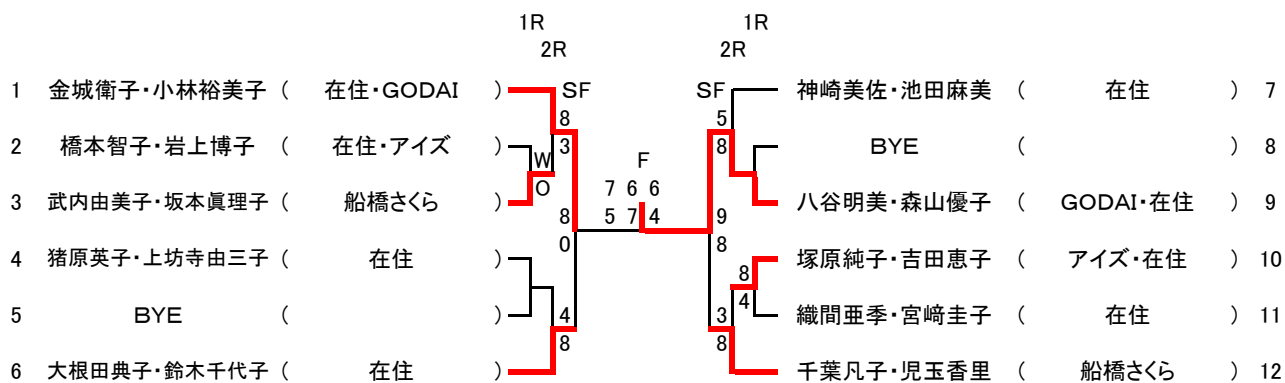 1R 1R
2R 2R
1 金城衛子・小林裕美子 ( 在住・GODAI ) SF SF 神崎美佐・池田麻美 ( 在住 ) 7
8 5
2 橋本智子・岩上博子 ( 在住・アイズ ) 3 8 BYE ( ) 8
W F
O 7 6 6
3 武内由美子・坂本眞理子 ( 船橋さくら ) 八谷明美・森山優子 ( GODAI・在住 ) 9
8 5 7 4 9
0 8
4 猪原英子・上坊寺由三子 ( 在住 ) 塚原純子・吉田恵子 ( アイズ・在住 ) 10
8
4
5 BYE ( ) 4 3 織間亜季・宮﨑圭子 ( 在住 ) 11
8 8
6 大根田典子・鈴木千代子 ( 在住 ) 千葉凡子・児玉香里 ( 船橋さくら ) 12